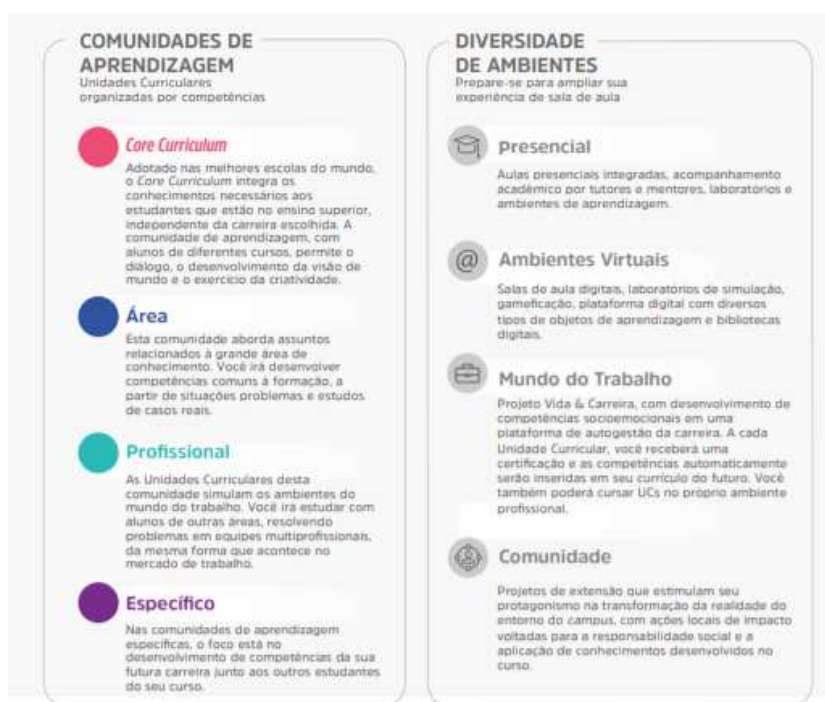 COMUNIDADES DE
APRENDIZAGEM
Unidades Curriculares
organizadas por competências
Core Curriculum
Adotado nas melhores escolas do mundo,
o Core Curriculum integra os
conhecimentos necessários aos
estudantes que estão no ensino superior,
independente da carreira escolhida. A
comunidade de aprendizagem, com
alunos de diferentes cursos, permite o
diálogo, o desenvolvimento da visão de
mundo e o exercício da criatividade.
Área
Esta comunidade aborda assuntos
relacionados à grande área de
conhecimento. Você irá desenvolver
competências comuns à formação, a
partir de situações problemas e estudos
de casos reais.
Profissional
As Unidades Curriculares desta
comunidade simulam os ambientes do
mundo do trabalho. Você irá estudar com
alunos de outras áreas, resolvendo
problemas em equipes multiprofissionais,
da mesma forma que acontece no
mercado de trabalho.
Específico
Nas comunidades de aprendizagem
específicas, o foco está no
desenvolvimento de competências da sua
futura carreira junto aos outros estudantes
do seu curso.
DIVERSIDADE
DE AMBIENTES
Prepare-se para ampliar sua
experiência de sala de aula
Presencial
Aulas presenciais integradas, acompanhamento
acadêmico por tutores e mentores, laboratórios e
ambientes de aprendizagem.
@
Ambientes Virtuais
Salas de aula digitais, laboratórios de simulação,
gameficação, plataforma digital com diversos
tipos de objetos de aprendizagem e bibliotecas
digitais.
Mundo do Trabalho
Projeto Vida & Carreira, com desenvolvimento de
competências socioemocionais em uma
plataforma de autogestão da carreira. A cada
Unidade Curricular, você receberá uma
certificação e as competências automaticamente
serão inseridas em seu currículo do futuro. Você
também poderá cursar UCs no próprio ambiente
profissional.
Comunidade
Projetos de extensão que estimulam seu
protagonismo na transformação da realidade do
entorno do campus, com ações locais de impacto
voltadas para a responsabilidade social e a
aplicação de conhecimentos desenvolvidos no
curso.